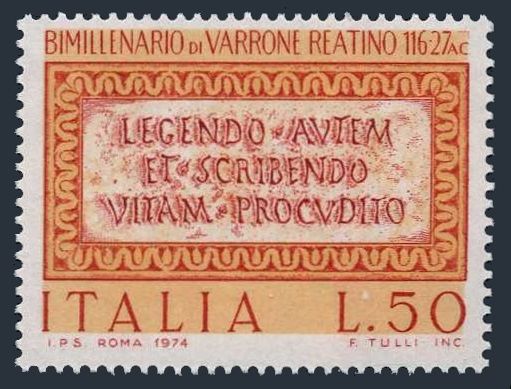 BIMILLENARIO DI VARRONE REATINO 116-27 AC
LEGENDO · AVTEM
ET · SCRIBENDO
VITAM · PROCVDITO
ITALIA L.50
I.P.S. ROMA 1974 F. TULLI INC.